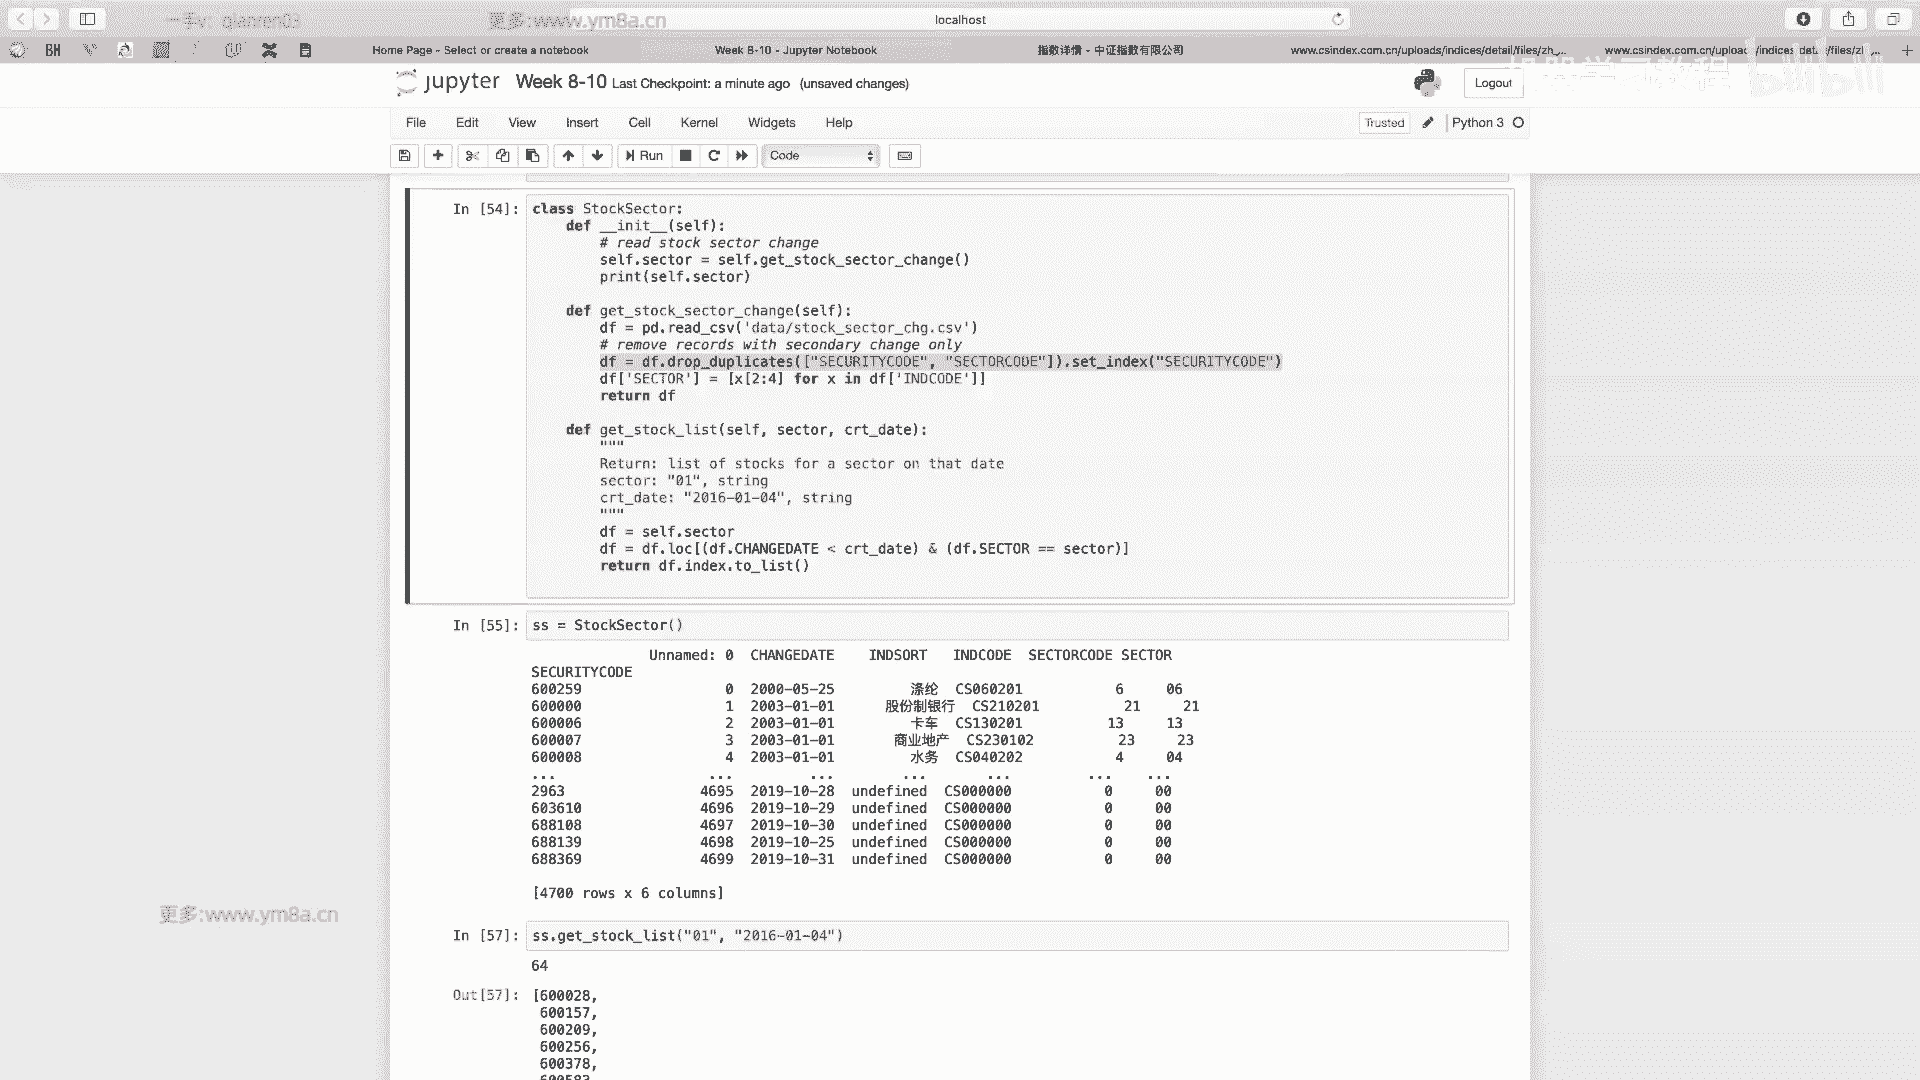 一手v：qianren03
更多:www.ym8a.cn
localhost
BH
Home Page - Select or create a notebook
Week 8-10 - Jupyter Notebook
指数详情 - 中证指数有限公司
www.csindex.com.cn/uploads/indices/detail/files/zh_...
www.csindex.com.cn/uploads/indices/detail/files/zh_...
机器学习教程 bilibili
jupyter Week 8-10 Last Checkpoint: a minute ago (unsaved changes)
Logout
File Edit View Insert Cell Kernel Widgets Help
Trusted Python 3
Run Code
In [54]: class StockSector:
def __init__(self):
# read stock sector change
self.sector = self.get_stock_sector_change()
print(self.sector)
def get_stock_sector_change(self):
df = pd.read_csv('data/stock_sector_chg.csv')
# remove records with secondary change only
df = df.drop_duplicates(["SECURITYCODE", "SECTORCODE"]).set_index("SECURITYCODE")
df['SECTOR'] = [x[2:4] for x in df['INDCODE']]
return df
def get_stock_list(self, sector, crt_date):
"""
Return: list of stocks for a sector on that date
sector: "01", string
crt_date: "2016-01-04", string
"""
df = self.sector
df = df.loc[(df.CHANGEDATE < crt_date) & (df.SECTOR == sector)]
return df.index.to_list()
In [55]: ss = StockSector()
Unnamed: 0 CHANGEDATE INDSORT INDCODE SECTORCODE SECTOR
SECURITYCODE
600259 0 2000-05-25 涤纶 CS060201 6 06
600000 1 2003-01-01 股份制银行 CS210201 21 21
600006 2 2003-01-01 卡车 CS130201 13 13
600007 3 2003-01-01 商业地产 CS230102 23 23
600008 4 2003-01-01 水务 CS040202 4 04
... ... ... ... ... ... ...
2963 4695 2019-10-28 undefined CS000000 0 00
603610 4696 2019-10-29 undefined CS000000 0 00
688108 4697 2019-10-30 undefined CS000000 0 00
688139 4698 2019-10-25 undefined CS000000 0 00
688369 4699 2019-10-31 undefined CS000000 0 00
[4700 rows x 6 columns]
更多:www.ym8a.cn
In [57]: ss.get_stock_list("01", "2016-01-04")
64
Out[57]: [600028,
600157,
600209,
600256,
600378,